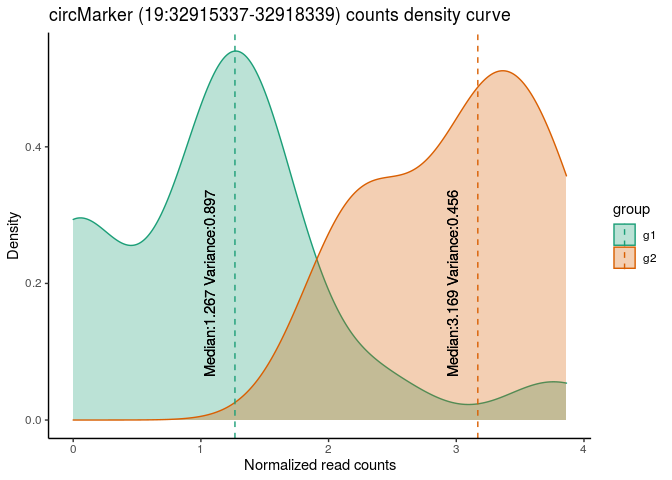 circMarker (19:32915337-32918339) counts density curve
Density
0.4
0.2
0.0
Median:1.267 Variance:0.897
Median:3.169 Variance:0.456
group
g1
g2
0 1 2 3 4
Normalized read counts